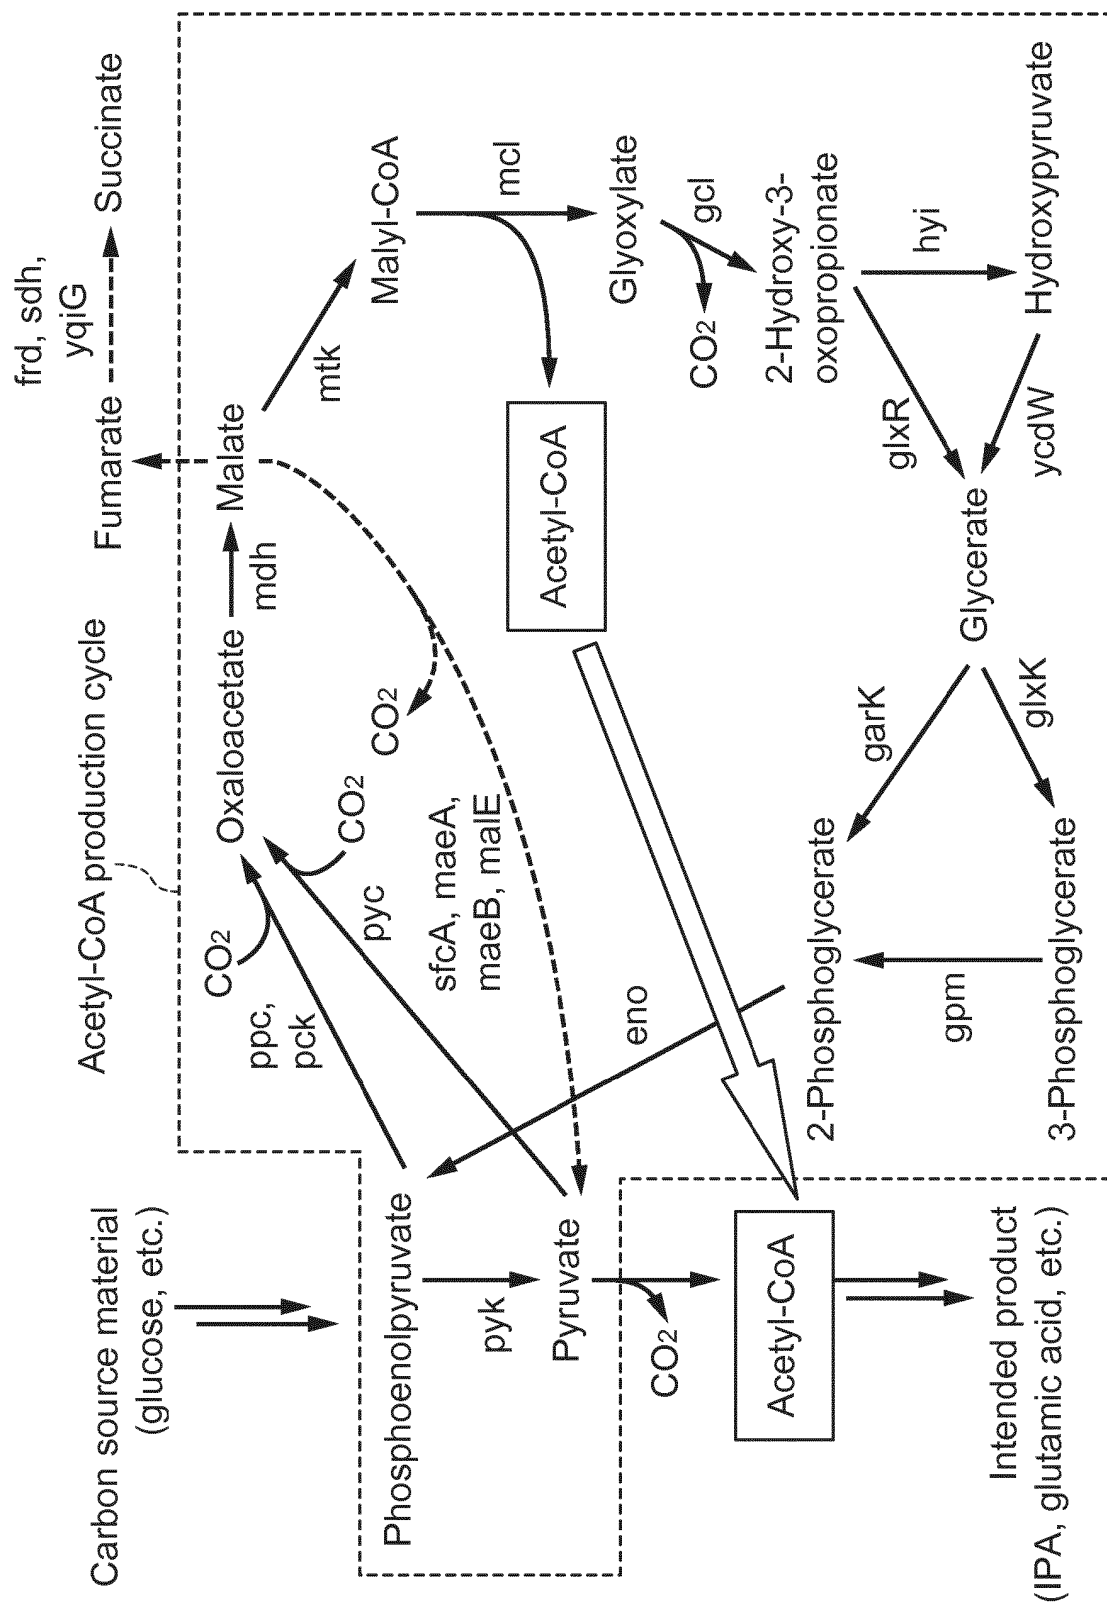 Carbon source material
(glucose, etc.)
Acetyl-CoA production cycle
frd, sdh,
yqiG
Fumarate
Succinate
Oxaloacetate
mdh
Malate
mtk
Malyl-CoA
mcl
CO2
ppc,
pck
CO2
pyc
CO2
sfcA, maeA,
maeB, malE
Phosphoenolpyruvate
pyk
Pyruvate
CO2
Acetyl-CoA
Acetyl-CoA
Glyoxylate
gcl
CO2
2-Hydroxy-3-
oxopropionate
hyi
Hydroxypyruvate
glxR
ycdW
Glycerate
garK
glxK
eno
2-Phosphoglycerate
gpm
3-Phosphoglycerate
Intended product
(IPA, glutamic acid, etc.)